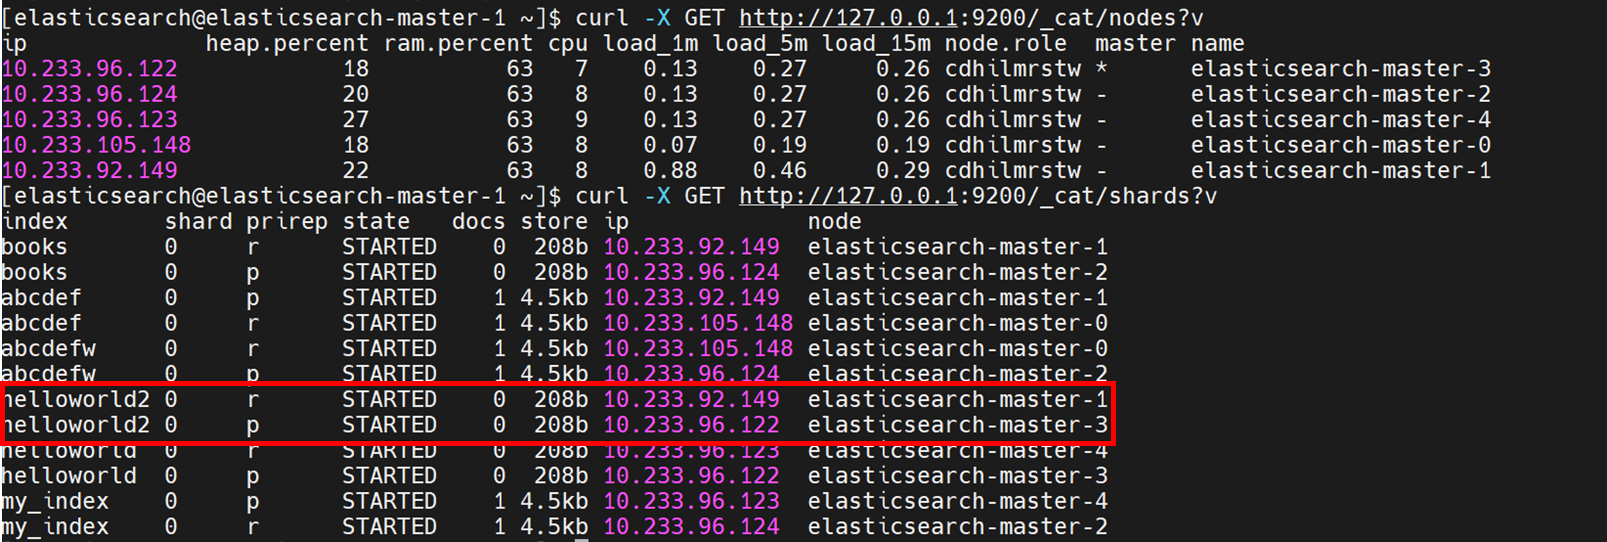 [elasticsearch@elasticsearch-master-1 ~]$ curl -X GET http://127.0.0.1:9200/_cat/nodes?v
ip heap.percent ram.percent cpu load_1m load_5m load_15m node.role master name
10.233.96.122 18 63 7 0.13 0.27 0.26 cdhilmrstw * elasticsearch-master-3
10.233.96.124 20 63 8 0.13 0.27 0.26 cdhilmrstw - elasticsearch-master-2
10.233.96.123 27 63 9 0.13 0.27 0.26 cdhilmrstw - elasticsearch-master-4
10.233.105.148 18 63 8 0.07 0.19 0.19 cdhilmrstw - elasticsearch-master-0
10.233.92.149 22 63 8 0.88 0.46 0.29 cdhilmrstw - elasticsearch-master-1
[elasticsearch@elasticsearch-master-1 ~]$ curl -X GET http://127.0.0.1:9200/_cat/shards?v
index shard prirep state docs store ip node
books 0 r STARTED 0 208b 10.233.92.149 elasticsearch-master-1
books 0 p STARTED 0 208b 10.233.96.124 elasticsearch-master-2
abcdef 0 p STARTED 1 4.5kb 10.233.92.149 elasticsearch-master-1
abcdef 0 r STARTED 1 4.5kb 10.233.105.148 elasticsearch-master-0
abcdefw 0 r STARTED 1 4.5kb 10.233.105.148 elasticsearch-master-0
abcdefw 0 p STARTED 1 4.5kb 10.233.96.124 elasticsearch-master-2
helloworld2 0 r STARTED 0 208b 10.233.92.149 elasticsearch-master-1
helloworld2 0 p STARTED 0 208b 10.233.96.122 elasticsearch-master-3
helloworld 0 r STARTED 0 208b 10.233.96.123 elasticsearch-master-4
helloworld 0 p STARTED 0 208b 10.233.96.122 elasticsearch-master-3
my_index 0 p STARTED 1 4.5kb 10.233.96.123 elasticsearch-master-4
my_index 0 r STARTED 1 4.5kb 10.233.96.124 elasticsearch-master-2